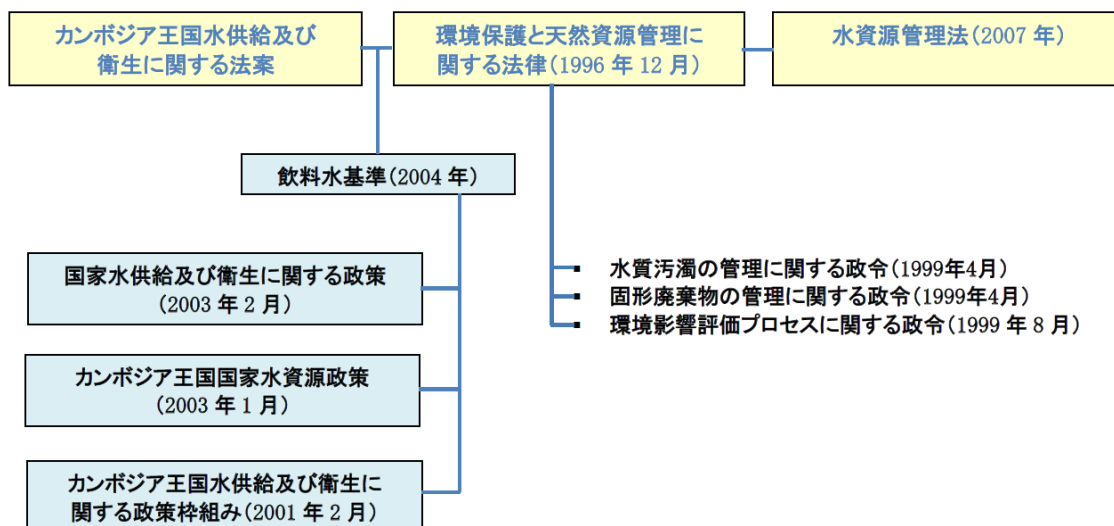 カンボジア王国水供給及び
衛生に関する法案
環境保護と天然資源管理に
関する法律(1996 年 12 月)
水資源管理法(2007 年)
飲料水基準(2004 年)
国家水供給及び衛生に関する政策
(2003 年 2 月)
カンボジア王国国家水資源政策
(2003 年 1 月)
カンボジア王国水供給及び衛生に
関する政策枠組み(2001 年 2 月)
▪ 水質汚濁の管理に関する政令(1999年4月)
▪ 固形廃棄物の管理に関する政令(1999年4月)
▪ 環境影響評価プロセスに関する政令(1999 年 8 月)